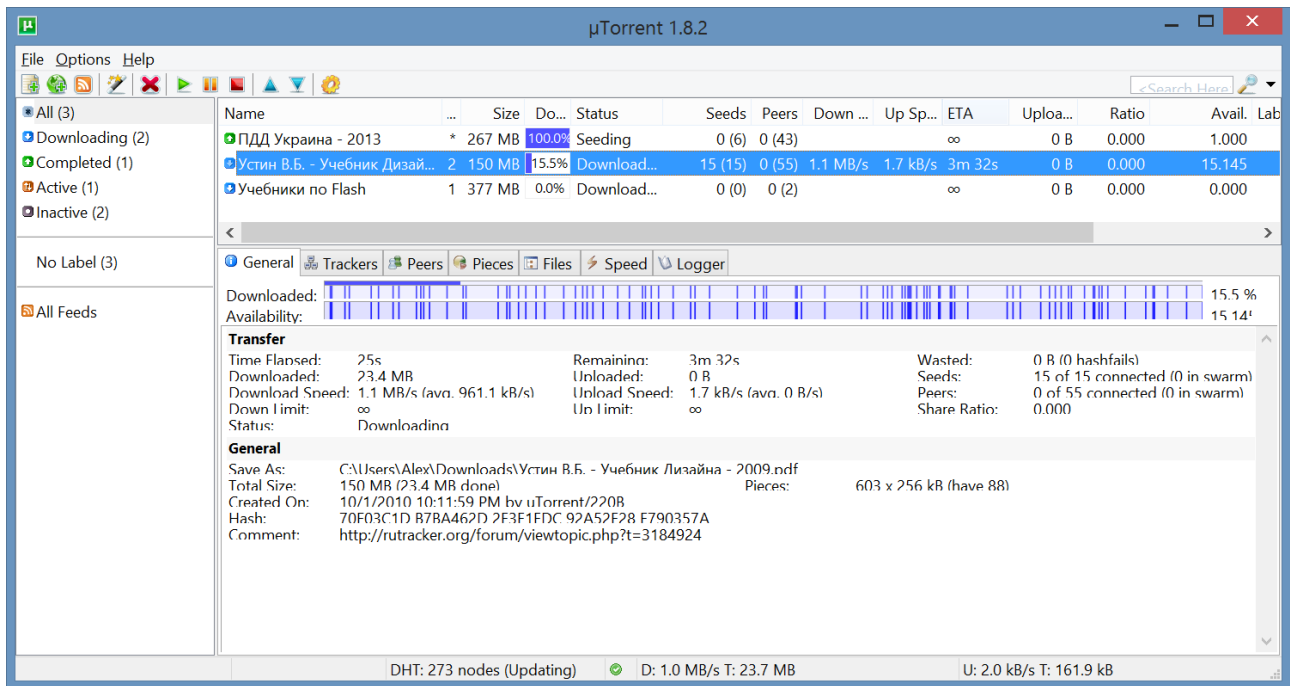 µ µTorrent 1.8.2
File Options Help
<Search Here
All (3)
Downloading (2)
Completed (1)
Active (1)
Inactive (2)
No Label (3)
All Feeds
Name ... Size Do... Status Seeds Peers Down ... Up Sp... ETA Uploa... Ratio Avail. Lab
ПДД Украина - 2013 * 267 MB 100.0% Seeding 0 (6) 0 (43) ∞ 0 B 0.000 1.000
Устин В.Б. - Учебник Дизай... 2 150 MB 15.5% Download... 15 (15) 0 (55) 1.1 MB/s 1.7 kB/s 3m 32s 0 B 0.000 15.145
Учебники по Flash 1 377 MB 0.0% Download... 0 (0) 0 (2) ∞ 0 B 0.000 0.000
General Trackers Peers Pieces Files Speed Logger
Downloaded: 15.5 %
Availability: 15.14
Transfer
Time Elapsed: 25s Remaining: 3m 32s Wasted: 0 B (0 hashfails)
Downloaded: 23.4 MB Uploaded: 0 B Seeds: 15 of 15 connected (0 in swarm)
Download Speed: 1.1 MB/s (avg. 961.1 kB/s) Upload Speed: 1.7 kB/s (avg. 0 B/s) Peers: 0 of 55 connected (0 in swarm)
Down Limit: ∞ Up Limit: ∞ Share Ratio: 0.000
Status: Downloading
General
Save As: C:\Users\Alex\Downloads\Устин В.Б. - Учебник Дизайна - 2009.pdf
Total Size: 150 MB (23.4 MB done) Pieces: 603 x 256 kB (have 88)
Created On: 10/1/2010 10:11:59 PM by uTorrent/220B
Hash: 70F03C1D B7BA462D 2F3F1FDC 92A52F28 F790357A
Comment: http://rutracker.org/forum/viewtopic.php?t=3184924
DHT: 273 nodes (Updating) D: 1.0 MB/s T: 23.7 MB U: 2.0 kB/s T: 161.9 kB